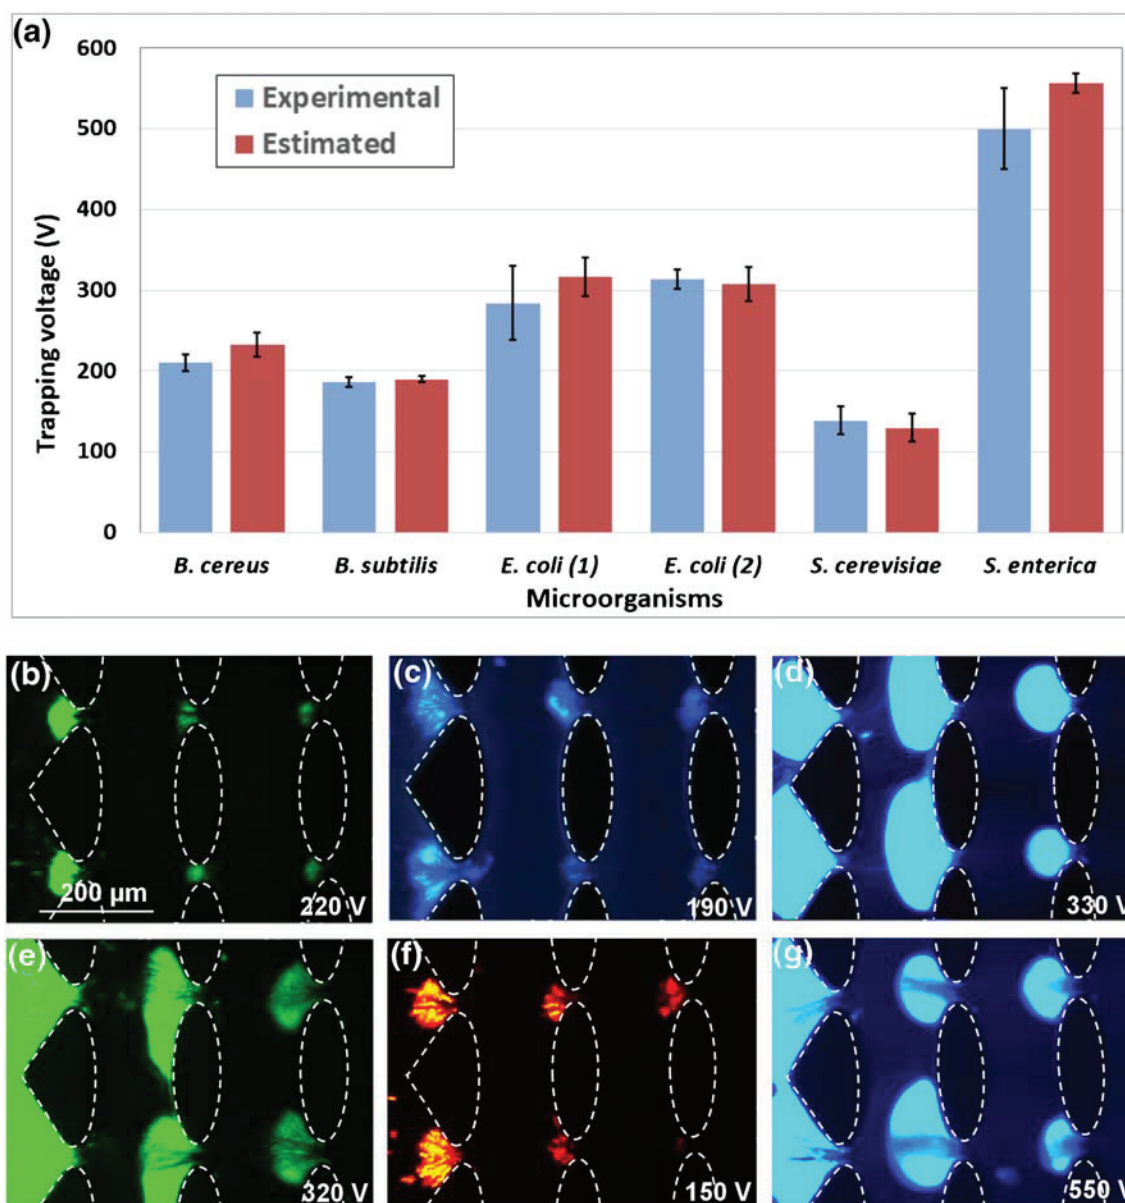 (a)
600
500
400
300
200
100
0
Trapping voltage (V)
Experimental
Estimated
B. cereus B. subtilis E. coli (1) E. coli (2) S. cerevisiae S. enterica
Microorganisms
(b)
200 µm
220 V
(c)
190 V
(d)
330 V
(e)
320 V
(f)
150 V
(g)
550 V